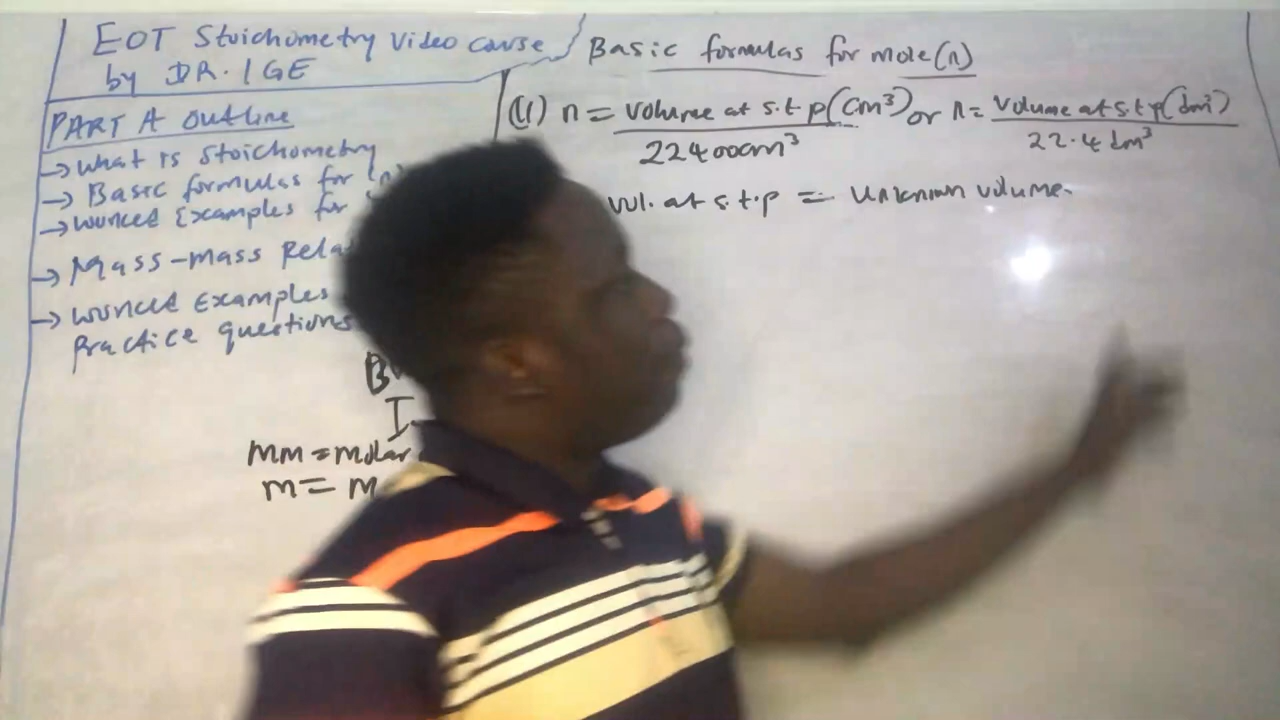 EOT Stoichometry Video Cause
by DR. IGE
PART A Outline
→ What is Stoichometry
→ Basic formulas for (n)
→ Worked Examples for
→ Mass-mass Rela
→ Worked Examples
Practice questions
B
I
mm = molar
m = m
Basic formulas for mole(n)
(ii) n = Volume at s.t.p(cm³) or n = Volume at s.t.p(dm³)
22400cm³ 22.4 dm³
Vol. at s.t.p = Unknown volume.